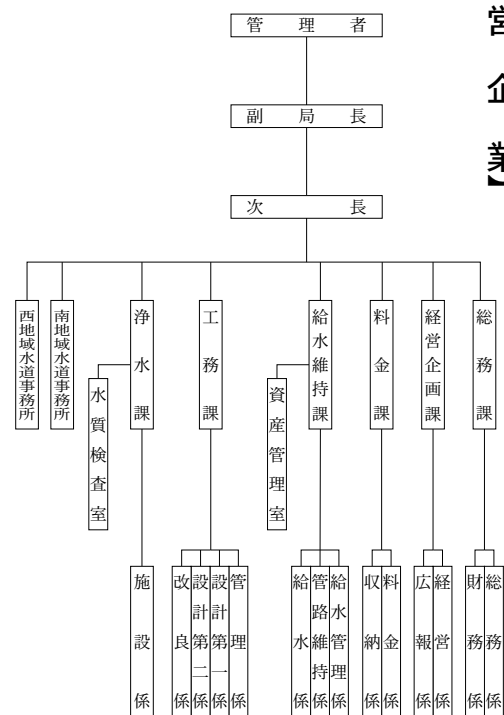 営企業】
管理者
副局長
次長
総務課
経営企画課
料金課
給水維持課
工務課
浄水課
南地域水道事務所
西地域水道事務所
資産管理室
水質検査室
総務係
財務係
経営係
広報係
料金係
収納係
給水管理係
管路維持係
給水係
管理係
設計第一係
設計第二係
改良係
施設係